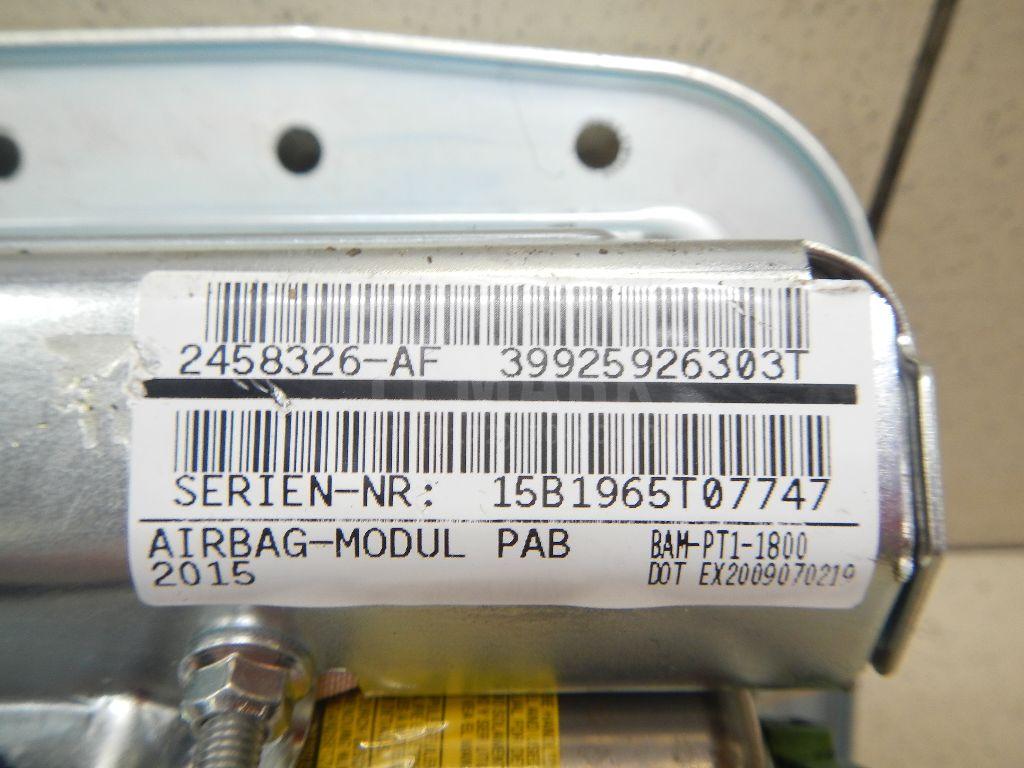 2458326-AF 39925926303T
SERIEN-NR: 15B1965T07747
AIRBAG-MODUL PAB BAM-PT1-1800
2015 DOT EX2009070219